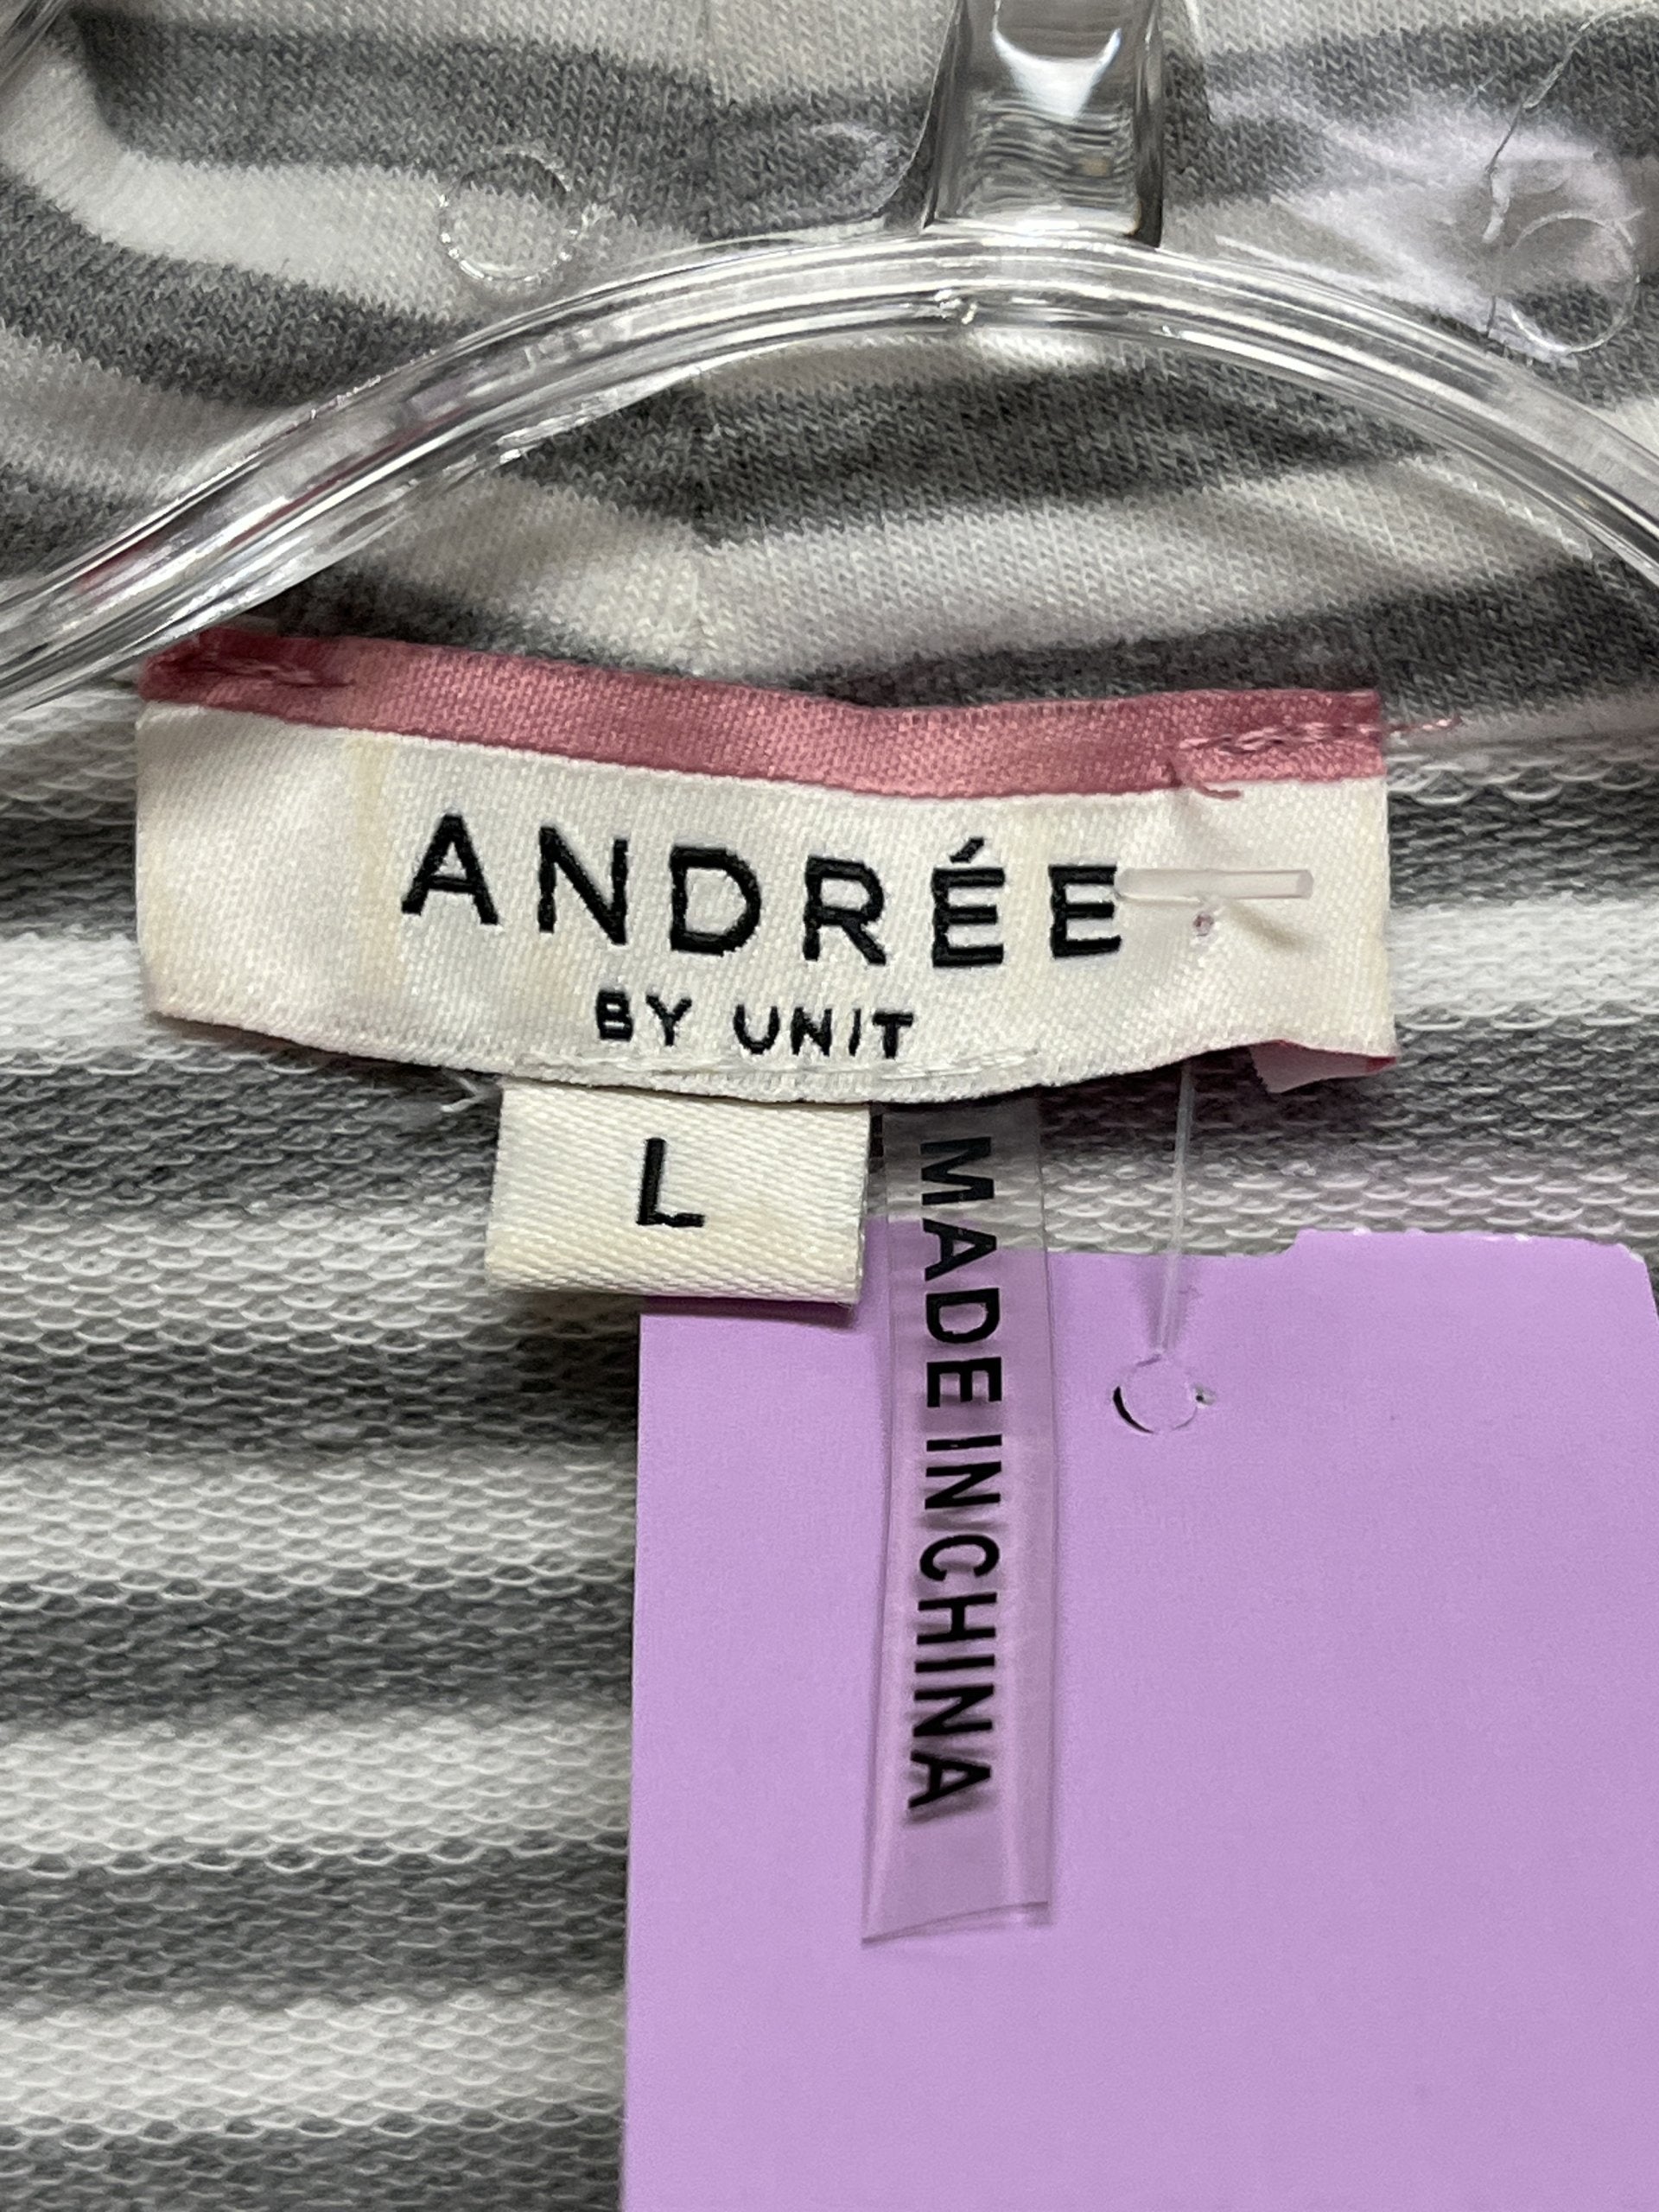 ANDRÉE
BY UNIT
L
MADE IN CHINA